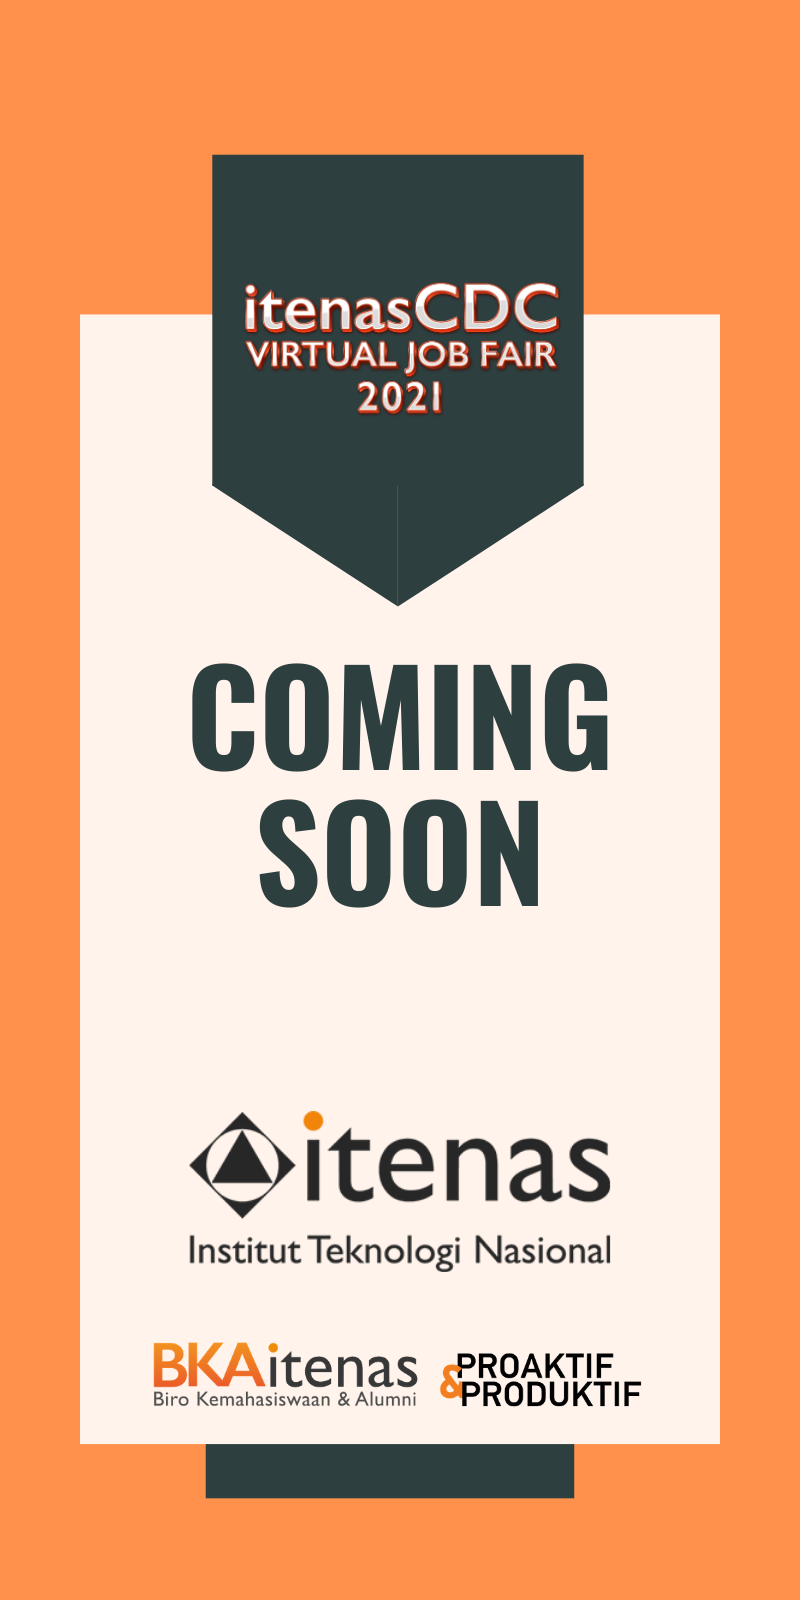 itenasCDC
VIRTUAL JOB FAIR
2021
COMING
SOON
itenas
Institut Teknologi Nasional
BKAitenas
Biro Kemahasiswaan & Alumni
PROAKTIF
&PRODUKTIF